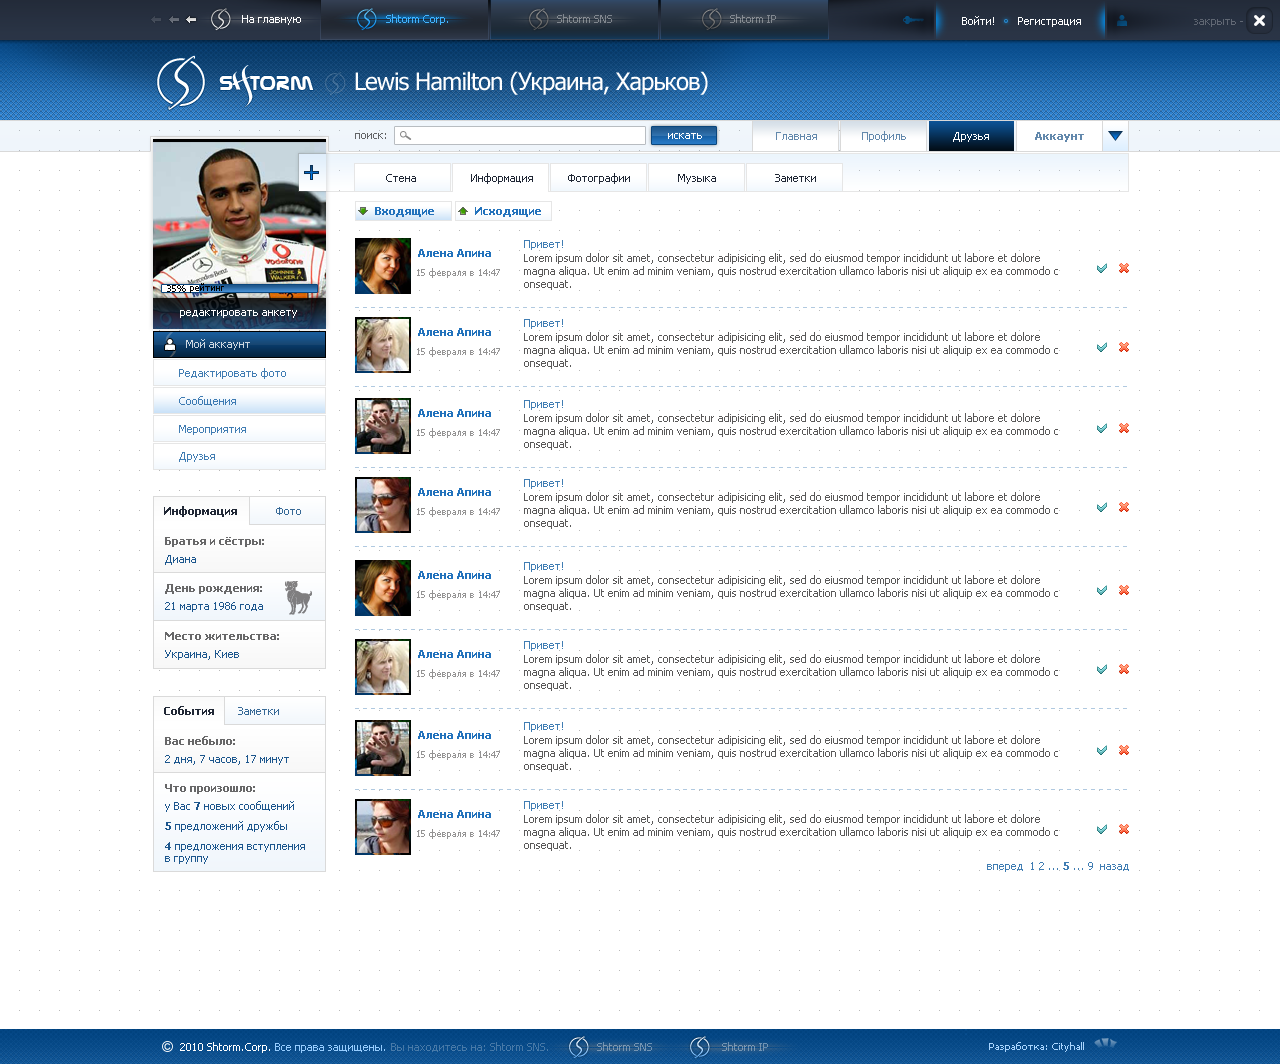 На главную
Shtorm Corp.
Shtorm SNS
Shtorm IP
Войти!
Регистрация
закрыть -
SHTORM
Lewis Hamilton (Украина, Харьков)
поиск:
искать
Главная
Профиль
Друзья
Аккаунт
Стена
Информация
Фотографии
Музыка
Заметки
Входящие
Исходящие
Mercedes-Benz
vodafone
JOHNNIE WALKER
BOSS
35% рейтинг
редактировать анкету
Мой аккаунт
Редактировать фото
Сообщения
Мероприятия
Друзья
Информация
Фото
Братья и сёстры:
Диана
День рождения:
21 марта 1986 года
Место жительства:
Украина, Киев
События
Заметки
Вас небыло:
2 дня, 7 часов, 17 минут
Что произошло:
у Вас 7 новых сообщений
5 предложений дружбы
4 предложения вступления
в группу
Алена Апина
15 февраля в 14:47
Привет!
Lorem ipsum dolor sit amet, consectetur adipisicing elit, sed do eiusmod tempor incididunt ut labore et dolore
magna aliqua. Ut enim ad minim veniam, quis nostrud exercitation ullamco laboris nisi ut aliquip ex ea commodo c
onsequat.
Алена Апина
15 февраля в 14:47
Привет!
Lorem ipsum dolor sit amet, consectetur adipisicing elit, sed do eiusmod tempor incididunt ut labore et dolore
magna aliqua. Ut enim ad minim veniam, quis nostrud exercitation ullamco laboris nisi ut aliquip ex ea commodo c
onsequat.
Алена Апина
15 февраля в 14:47
Привет!
Lorem ipsum dolor sit amet, consectetur adipisicing elit, sed do eiusmod tempor incididunt ut labore et dolore
magna aliqua. Ut enim ad minim veniam, quis nostrud exercitation ullamco laboris nisi ut aliquip ex ea commodo c
onsequat.
Алена Апина
15 февраля в 14:47
Привет!
Lorem ipsum dolor sit amet, consectetur adipisicing elit, sed do eiusmod tempor incididunt ut labore et dolore
magna aliqua. Ut enim ad minim veniam, quis nostrud exercitation ullamco laboris nisi ut aliquip ex ea commodo c
onsequat.
Алена Апина
15 февраля в 14:47
Привет!
Lorem ipsum dolor sit amet, consectetur adipisicing elit, sed do eiusmod tempor incididunt ut labore et dolore
magna aliqua. Ut enim ad minim veniam, quis nostrud exercitation ullamco laboris nisi ut aliquip ex ea commodo c
onsequat.
Алена Апина
15 февраля в 14:47
Привет!
Lorem ipsum dolor sit amet, consectetur adipisicing elit, sed do eiusmod tempor incididunt ut labore et dolore
magna aliqua. Ut enim ad minim veniam, quis nostrud exercitation ullamco laboris nisi ut aliquip ex ea commodo c
onsequat.
Алена Апина
15 февраля в 14:47
Привет!
Lorem ipsum dolor sit amet, consectetur adipisicing elit, sed do eiusmod tempor incididunt ut labore et dolore
magna aliqua. Ut enim ad minim veniam, quis nostrud exercitation ullamco laboris nisi ut aliquip ex ea commodo c
onsequat.
Алена Апина
15 февраля в 14:47
Привет!
Lorem ipsum dolor sit amet, consectetur adipisicing elit, sed do eiusmod tempor incididunt ut labore et dolore
magna aliqua. Ut enim ad minim veniam, quis nostrud exercitation ullamco laboris nisi ut aliquip ex ea commodo c
onsequat.
вперед 1 2 ... 5 ... 9 назад
© 2010 Shtorm.Corp. Все права защищены. Вы находитесь на: Shtorm SNS.
Shtorm SNS
Shtorm IP
Разработка: Cityhall